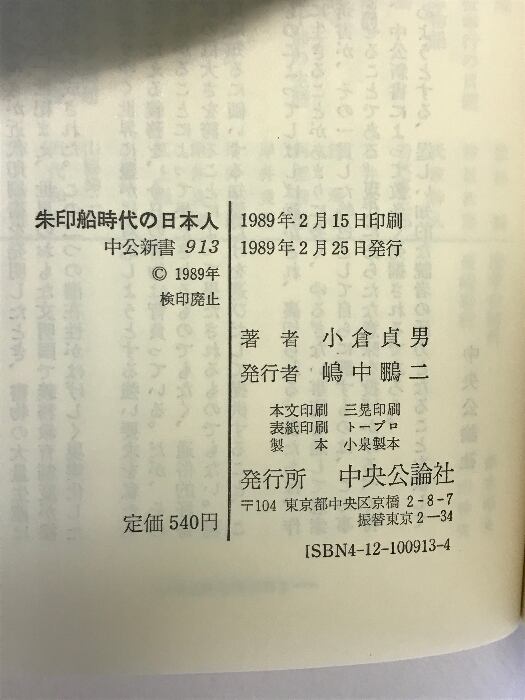 朱印船時代の日本人
中公新書 913
© 1989年
検印廃止
定価 540円
1989年2月15日印刷
1989年2月25日発行
著者 小倉貞男
発行者 嶋中鵬二
本文印刷 三晃印刷
表紙印刷 トープロ
製本 小泉製本
発行所 中央公論社
〒104 東京都中央区京橋 2-8-7
振替東京2—34
ISBN4-12-100913-4